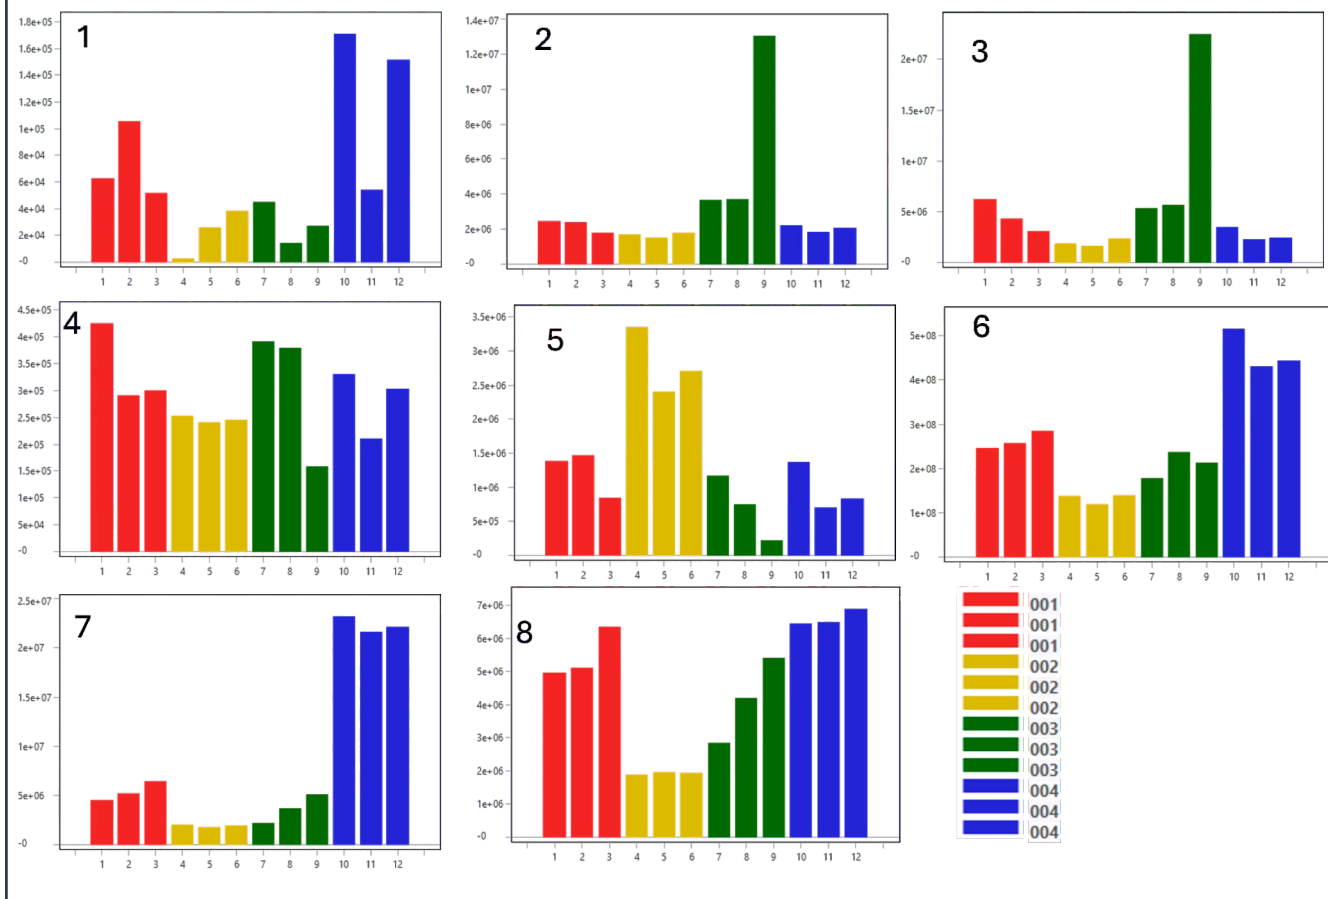 1
1.8e+05
1.6e+05
1.4e+05
1.2e+05
1e+05
8e+04
6e+04
4e+04
2e+04
-0
1 2 3 4 5 6 7 8 9 10 11 12
2
1.4e+07
1.2e+07
1e+07
8e+06
6e+06
4e+06
2e+06
-0
1 2 3 4 5 6 7 8 9 10 11 12
3
2e+07
1.5e+07
1e+07
5e+06
-0
1 2 3 4 5 6 7 8 9 10 11 12
4
4.5e+05
4e+05
3.5e+05
3e+05
2.5e+05
2e+05
1.5e+05
1e+05
5e+04
-0
1 2 3 4 5 6 7 8 9 10 11 12
5
3.5e+06
3e+06
2.5e+06
2e+06
1.5e+06
1e+06
5e+05
-0
1 2 3 4 5 6 7 8 9 10 11 12
6
5e+08
4e+08
3e+08
2e+08
1e+08
-0
1 2 3 4 5 6 7 8 9 10 11 12
7
2.5e+07
2e+07
1.5e+07
1e+07
5e+06
-0
1 2 3 4 5 6 7 8 9 10 11 12
8
7e+06
6e+06
5e+06
4e+06
3e+06
2e+06
1e+06
-0
1 2 3 4 5 6 7 8 9 10 11 12
001
001
001
002
002
002
003
003
003
004
004
004